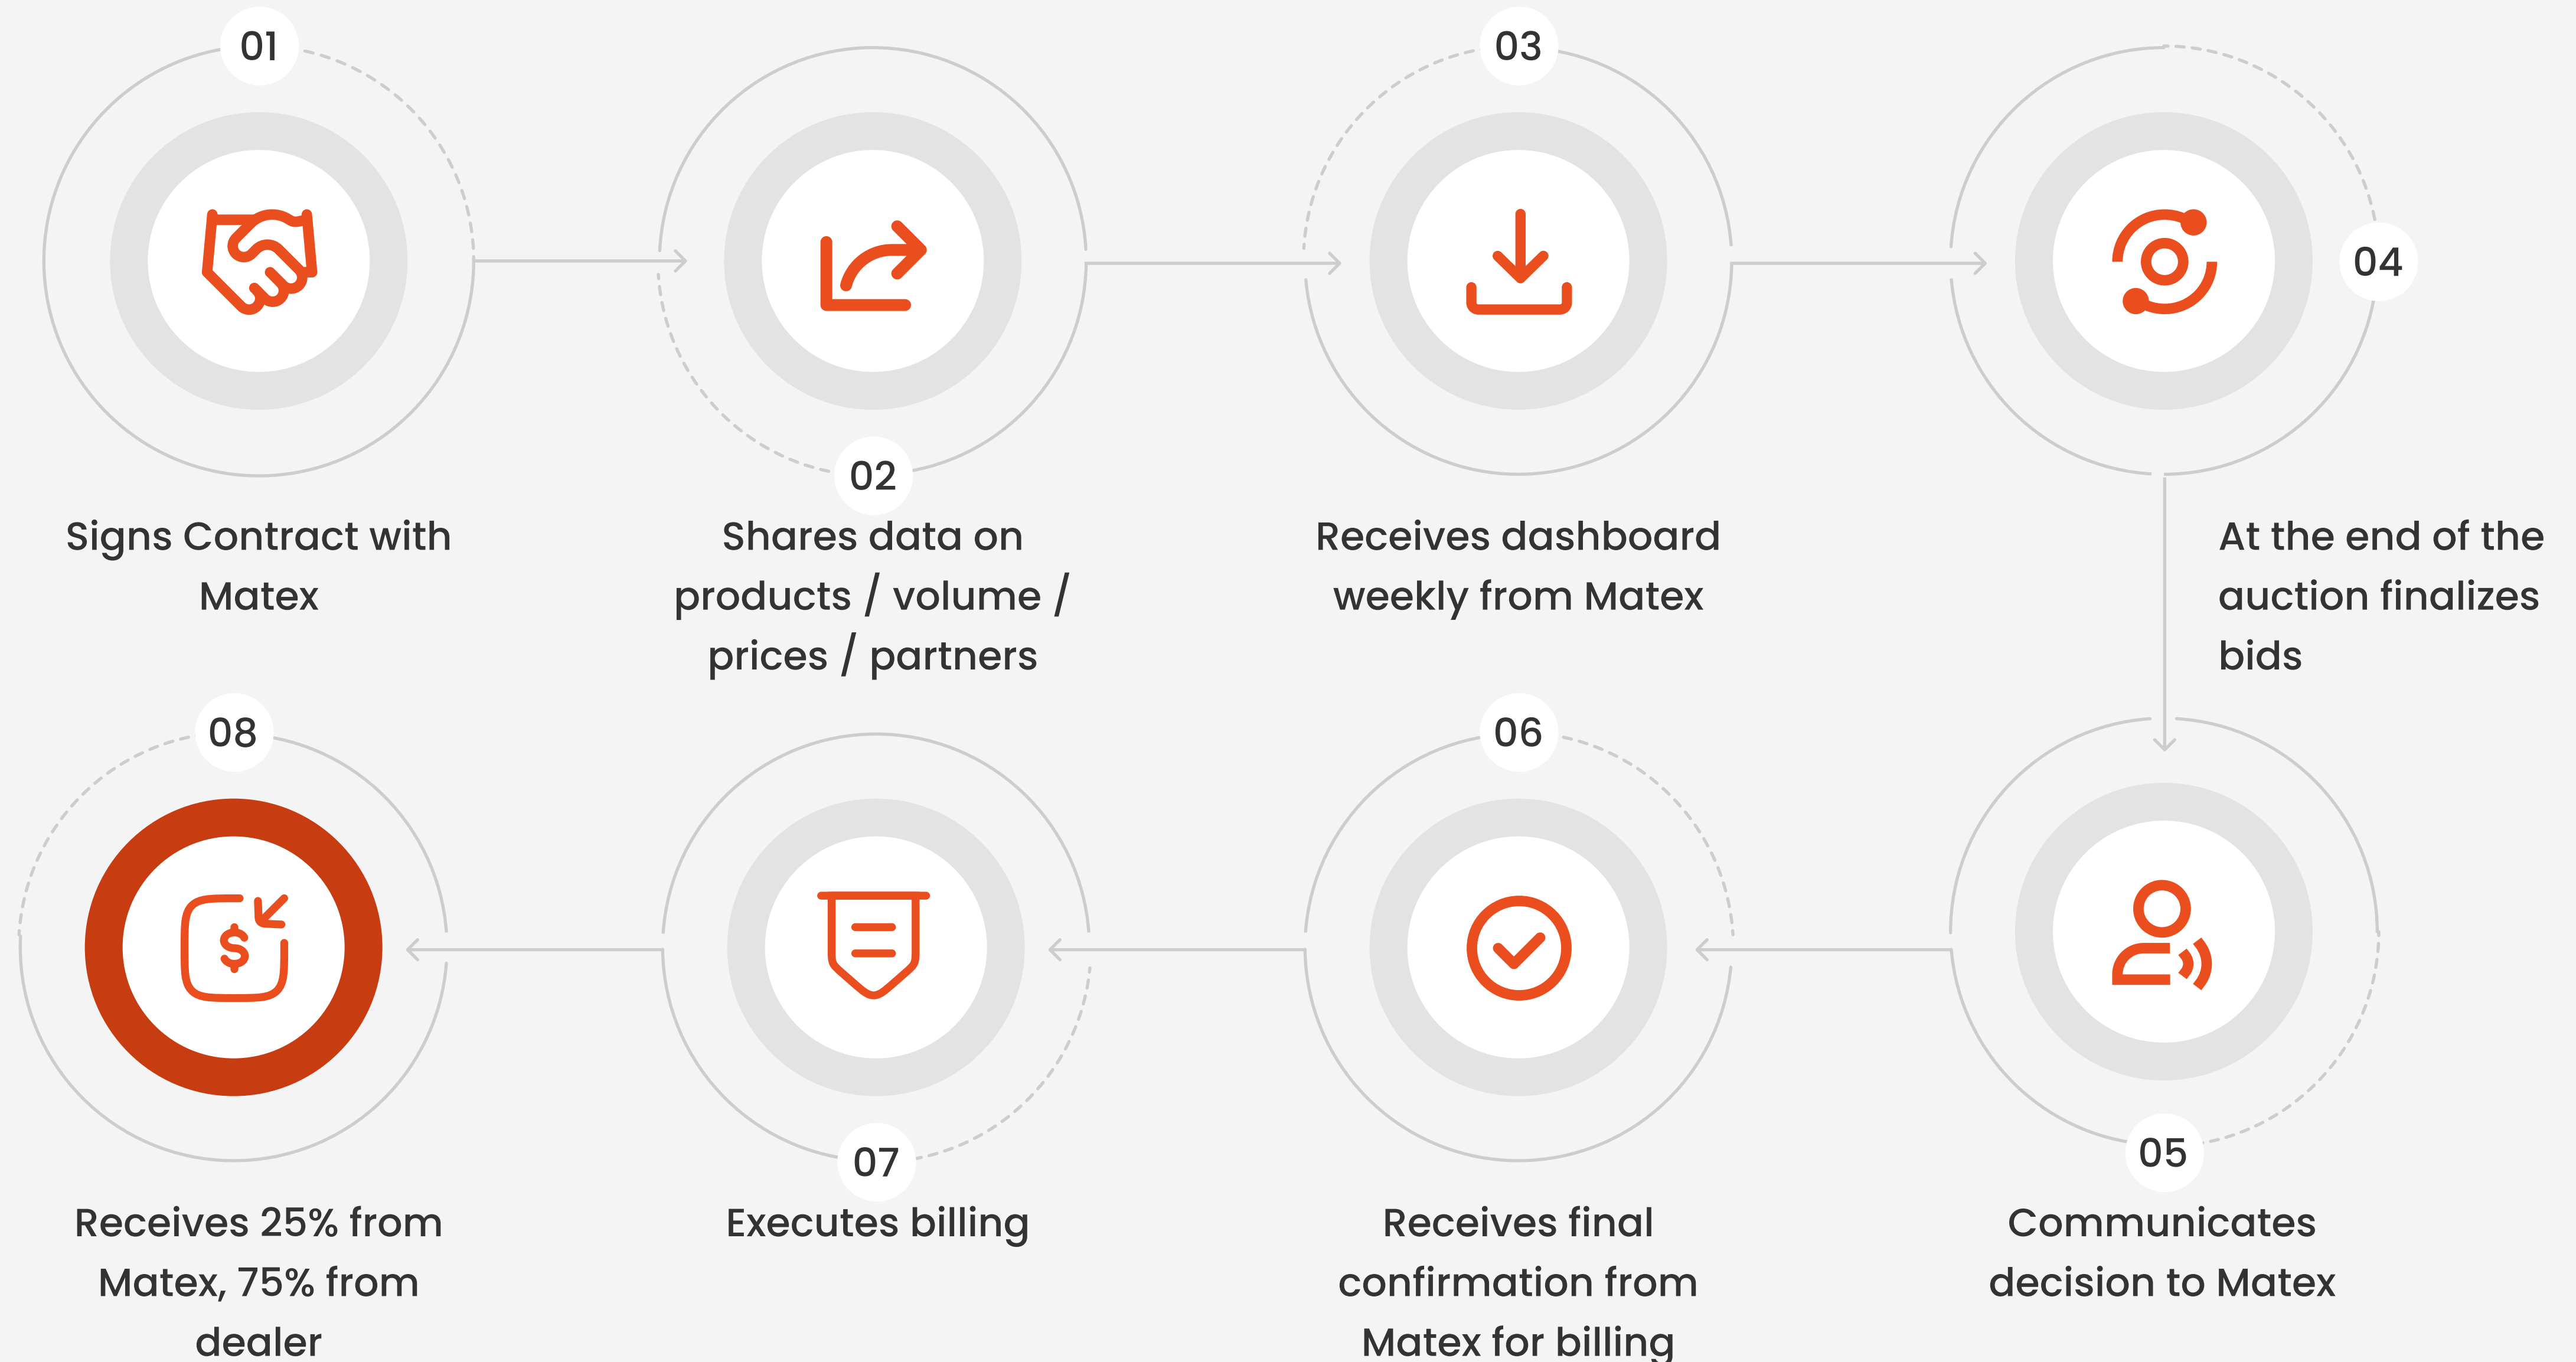 01
Signs Contract with
Matex
02
Shares data on
products / volume /
prices / partners
03
Receives dashboard
weekly from Matex
04
At the end of the
auction finalizes
bids
05
Communicates
decision to Matex
06
Receives final
confirmation from
Matex for billing
07
Executes billing
08
Receives 25% from
Matex, 75% from
dealer